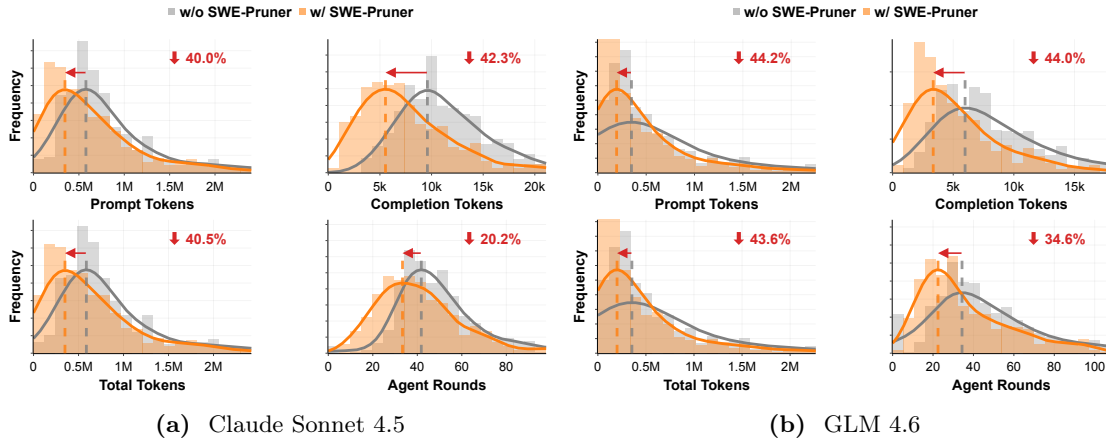 w/o SWE-Pruner w/ SWE-Pruner
Frequency
40.0%
0 0.5M 1M 1.5M 2M
Prompt Tokens
42.3%
0 5k 10k 15k 20k
Completion Tokens
Frequency
40.5%
0 0.5M 1M 1.5M 2M
Total Tokens
20.2%
0 20 40 60 80
Agent Rounds
(a) Claude Sonnet 4.5
w/o SWE-Pruner w/ SWE-Pruner
Frequency
44.2%
0 0.5M 1M 1.5M 2M
Prompt Tokens
44.0%
0 5k 10k 15k
Completion Tokens
Frequency
43.6%
0 0.5M 1M 1.5M 2M
Total Tokens
34.6%
0 20 40 60 80 100
Agent Rounds
(b) GLM 4.6